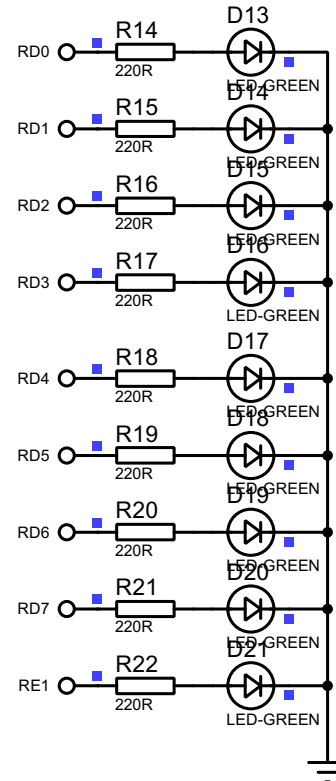 R14 D13
RD0
220R LED-GREEN
R15 D14
RD1
220R LED-GREEN
R16 D15
RD2
220R LED-GREEN
R17 D16
RD3
220R LED-GREEN
R18 D17
RD4
220R LED-GREEN
R19 D18
RD5
220R LED-GREEN
R20 D19
RD6
220R LED-GREEN
R21 D20
RD7
220R LED-GREEN
R22 D21
RE1
220R LED-GREEN